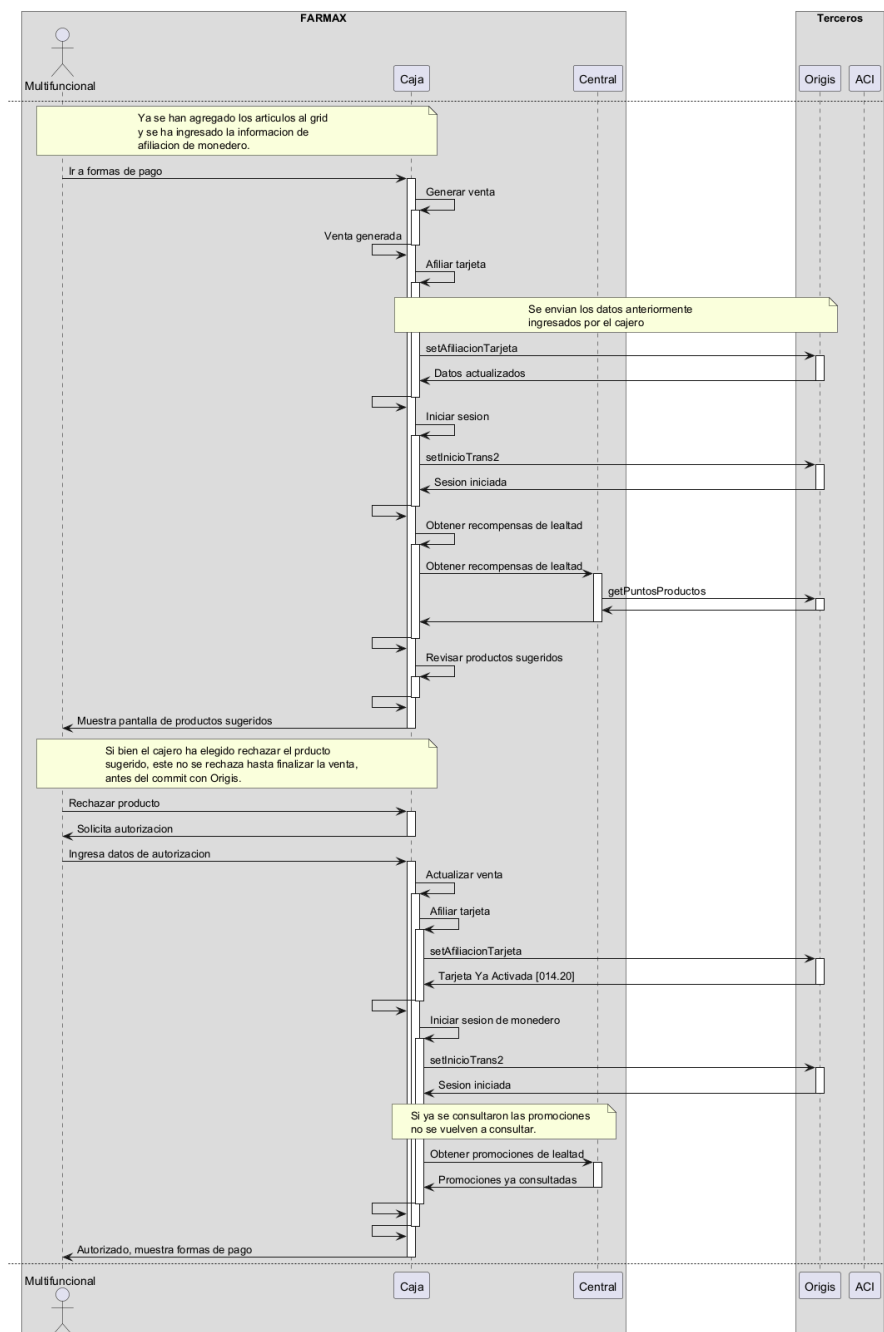 FARMAX
Terceros
Multifuncional
Caja
Central
Origis
ACI
Ya se han agregado los articulos al grid
y se ha ingresado la informacion de
afiliacion de monedero.
Ir a formas de pago
Generar venta
Venta generada
Afiliar tarjeta
Se envian los datos anteriormente
ingresados por el cajero
setAfiliacionTarjeta
Datos actualizados
Iniciar sesion
setInicioTrans2
Sesion iniciada
Obtener recompensas de lealtad
Obtener recompensas de lealtad
getPuntosProductos
Revisar productos sugeridos
Muestra pantalla de productos sugeridos
Si bien el cajero ha elegido rechazar el prducto
sugerido, este no se rechaza hasta finalizar la venta,
antes del commit con Origis.
Rechazar producto
Solicita autorizacion
Ingresa datos de autorizacion
Actualizar venta
Afiliar tarjeta
setAfiliacionTarjeta
Tarjeta Ya Activada [014.20]
Iniciar sesion de monedero
setInicioTrans2
Sesion iniciada
Si ya se consultaron las promociones
no se vuelven a consultar.
Obtener promociones de lealtad
Promociones ya consultadas
Autorizado, muestra formas de pago
Multifuncional
Caja
Central
Origis
ACI